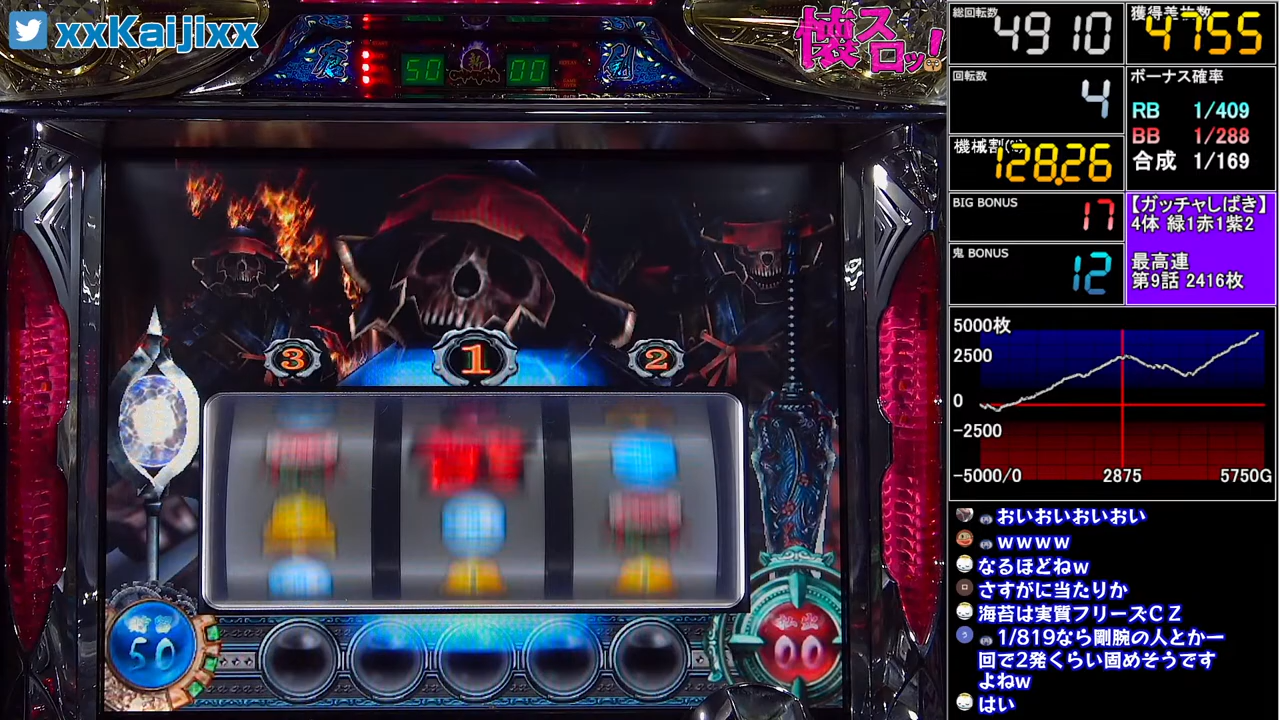 xxKaijixx
50
00
懐スロッ!
3
1
2
50
00
総回転数
4910
獲得差枚数
4755
回転数
4
機械割(%)
128.26
ボーナス確率
RB 1/409
BB 1/288
合成 1/169
BIG BONUS
17
鬼 BONUS
12
【ガッチャしばき】
4体 緑1赤1紫2
最高連
第9話 2416枚
5000枚
2500
0
-2500
-5000/0
2875
5750G
おいおいおいおい
wwww
なるほどねw
さすがに当たりか
海苔は実質フリーズCZ
1/819なら剛腕の人とか一
回で2発くらい固めそうです
よねw
はい